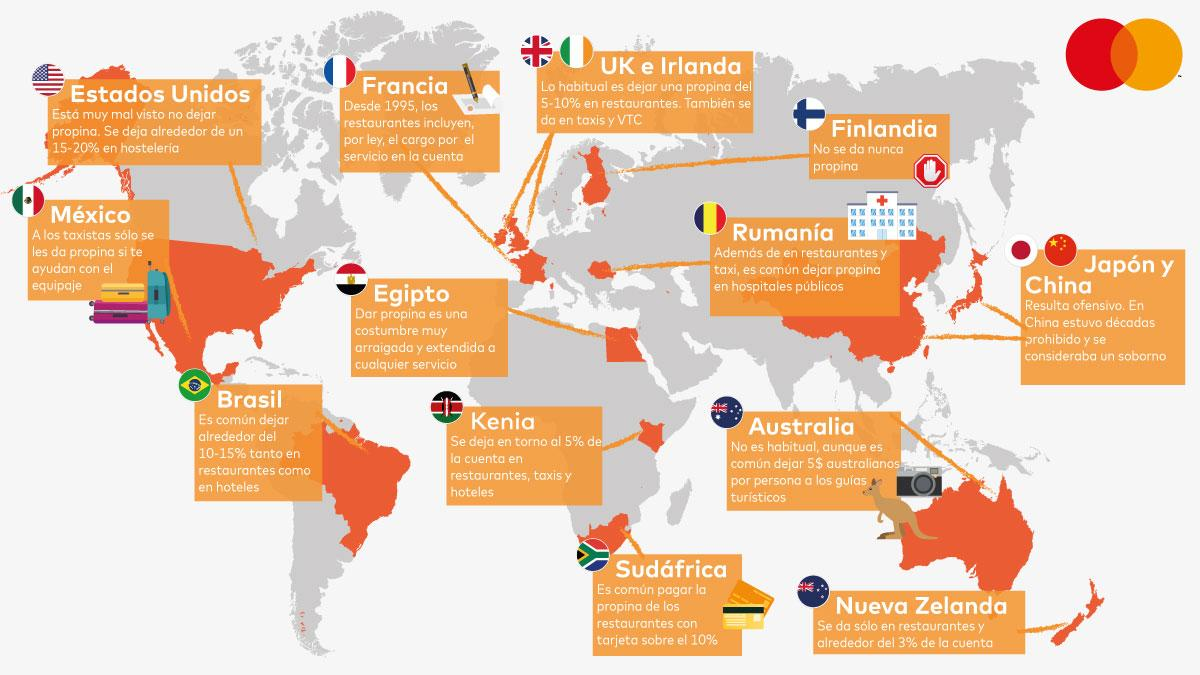 Estados Unidos
Está muy mal visto no dejar
propina. Se deja alrededor de un
15-20% en hostelería
Francia
Desde 1995, los
restaurantes incluyen,
por ley, el cargo por el
servicio en la cuenta
UK e Irlanda
Lo habitual es dejar una propina del
5-10% en restaurantes. También se
da en taxis y VTC
Finlandia
No se da nunca
propina
México
A los taxistas sólo se
les da propina si te
ayudan con el
equipaje
Rumanía
Además de en restaurantes y
taxi, es común dejar propina
en hospitales públicos
Japón y
China
Resulta ofensivo. En
China estuvo décadas
prohibido y se
consideraba un soborno
Egipto
Dar propina es una
costumbre muy
arraigada y extendida a
cualquier servicio
Brasil
Es común dejar
alrededor del
10-15% tanto en
restaurantes como
en hoteles
Kenia
Se deja en torno al 5% de
la cuenta en
restaurantes, taxis y
hoteles
Australia
No es habitual, aunque es
común dejar 5$ australianos
por persona a los guías
turísticos
Sudáfrica
Es común pagar la
propina de los
restaurantes con
tarjeta sobre el 10%
Nueva Zelanda
Se da sólo en restaurantes y
alrededor del 3% de la cuenta